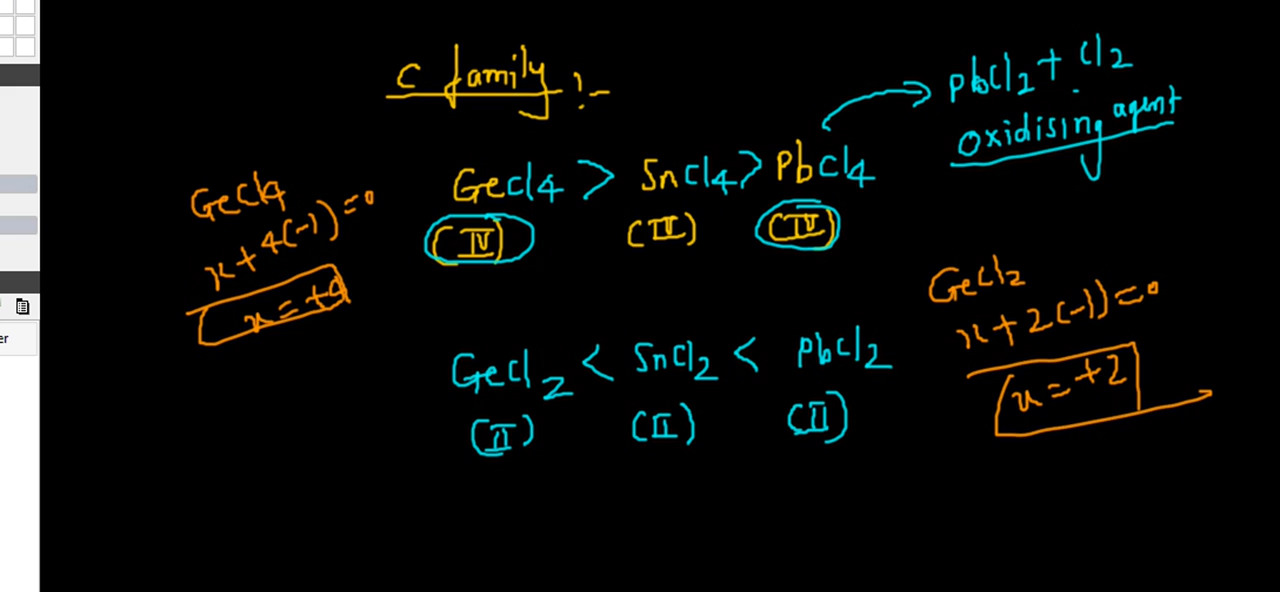 C family :-
PbCl2 + Cl2
oxidising agent
GeCl4 > SnCl4 > PbCl4
(IV) (IV) (IV)
GeCl4
x + 4(-1) = 0
x = +4
GeCl2
x + 2(-1) = 0
x = +2
GeCl2 < SnCl2 < PbCl2
(II) (II) (II)
er